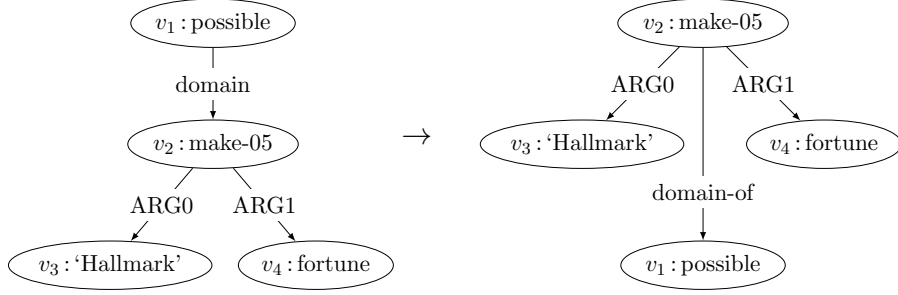 v₁ : possible
domain
v₂ : make-05
ARG0 ARG1
v₃ : ‘Hallmark’ v₄ : fortune
→
v₂ : make-05
ARG0 ARG1
v₃ : ‘Hallmark’ v₄ : fortune
domain-of
v₁ : possible